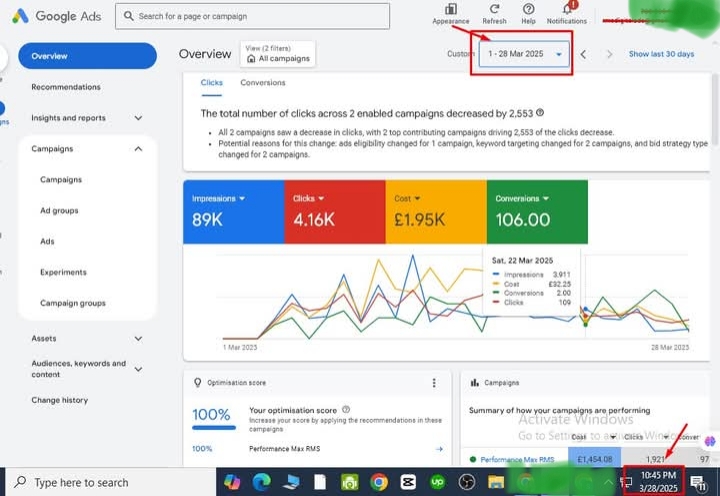 Google Ads
Search for a page or campaign
Appearance
Refresh
Help
Notifications
Overview
Recommendations
Insights and reports
Campaigns
Campaigns
Ad groups
Ads
Experiments
Campaign groups
Assets
Audiences, keywords and
content
Change history
Overview
View (2 filters)
All campaigns
Custom
1 - 28 Mar 2025
Show last 30 days
Clicks
Conversions
The total number of clicks across 2 enabled campaigns decreased by 2,553
All 2 campaigns saw a decrease in clicks, with 2 top contributing campaigns driving 2,553 of the clicks decrease.
Potential reasons for this change: ads eligibility changed for 1 campaign, keyword targeting changed for 2 campaigns, and bid strategy type
changed for 2 campaigns.
Impressions
89K
Clicks
4.16K
Cost
£1.95K
Conversions
106.00
Sat, 22 Mar 2025
Impressions 3,911
Cost £32.25
Conversions 2.00
Clicks 109
1 Mar 2025
28 Mar 2025
Optimisation score
100%
Your optimisation score
Increase your score by applying the recommendations in these
campaigns
100%
Performance Max RMS
Campaigns
Summary of how your campaigns are performing
Cost
Clicks
Conver
Performance Max RMS
£1,454.08
1,921
97
Activate Windows
Go to Settings to activate Windows.
Type here to search
up
10:45 PM
3/28/2025
11